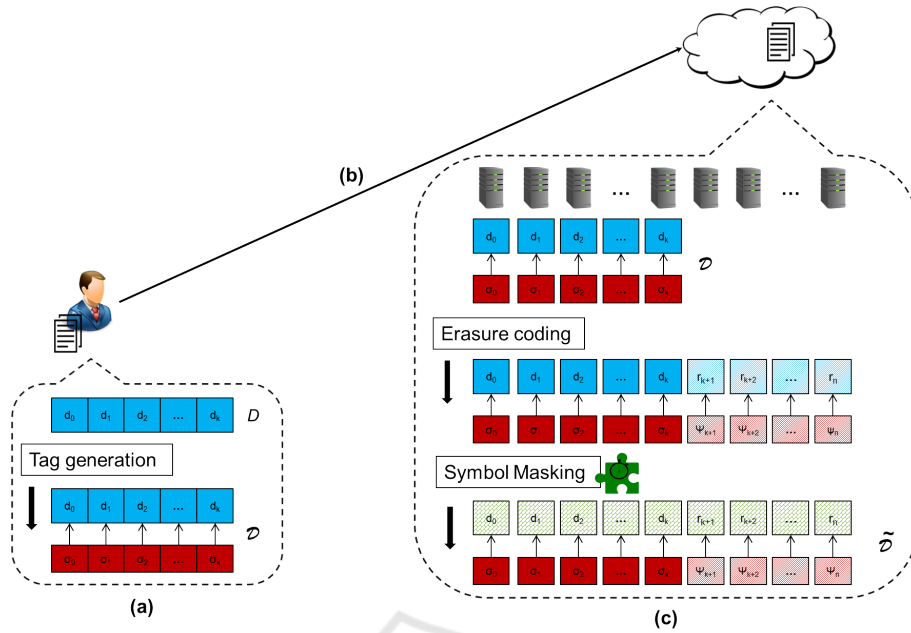 (b)
...
...
d₀ d₁ d₂ ... dₖ
𝒟
σ₀ σ₁ σ₂ ... σₖ
Erasure coding
d₀ d₁ d₂ ... dₖ rₖ₊₁ rₖ₊₂ ... rₙ
σ₀ σ₁ σ₂ ... σₖ Ψₖ₊₁ Ψₖ₊₂ ... Ψₙ
Symbol Masking
d₀ d₁ d₂ ... dₖ rₖ₊₁ rₖ₊₂ ... rₙ
𝒟̃
σ₀ σ₁ σ₂ ... σₖ Ψₖ₊₁ Ψₖ₊₂ ... Ψₙ
(c)
d₀ d₁ d₂ ... dₖ D
Tag generation
d₀ d₁ d₂ ... dₖ
𝒟
σ₀ σ₁ σ₂ ... σₖ
(a)